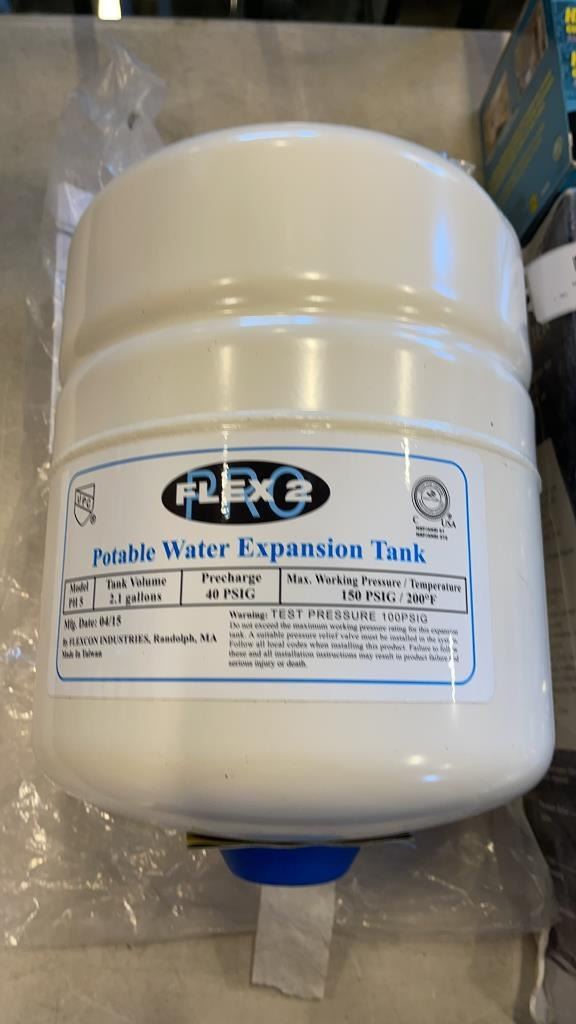 FLEX 2
PRO
UPC
C USA
Potable Water Expansion Tank
Model PH 5
Tank Volume 2.1 gallons
Precharge 40 PSIG
Max. Working Pressure / Temperature 150 PSIG / 200°F
Mfg. Date: 04/15
By FLEXCON INDUSTRIES, Randolph, MA
Made In Taiwan
Warning: TEST PRESSURE 100PSIG
Do not exceed the maximum working pressure rating for this expansion
tank. A suitable pressure relief valve must be installed in the system.
Follow all local codes when installing this product. Failure to follow
these and all installation instructions may result in product failure and
serious injury or death.